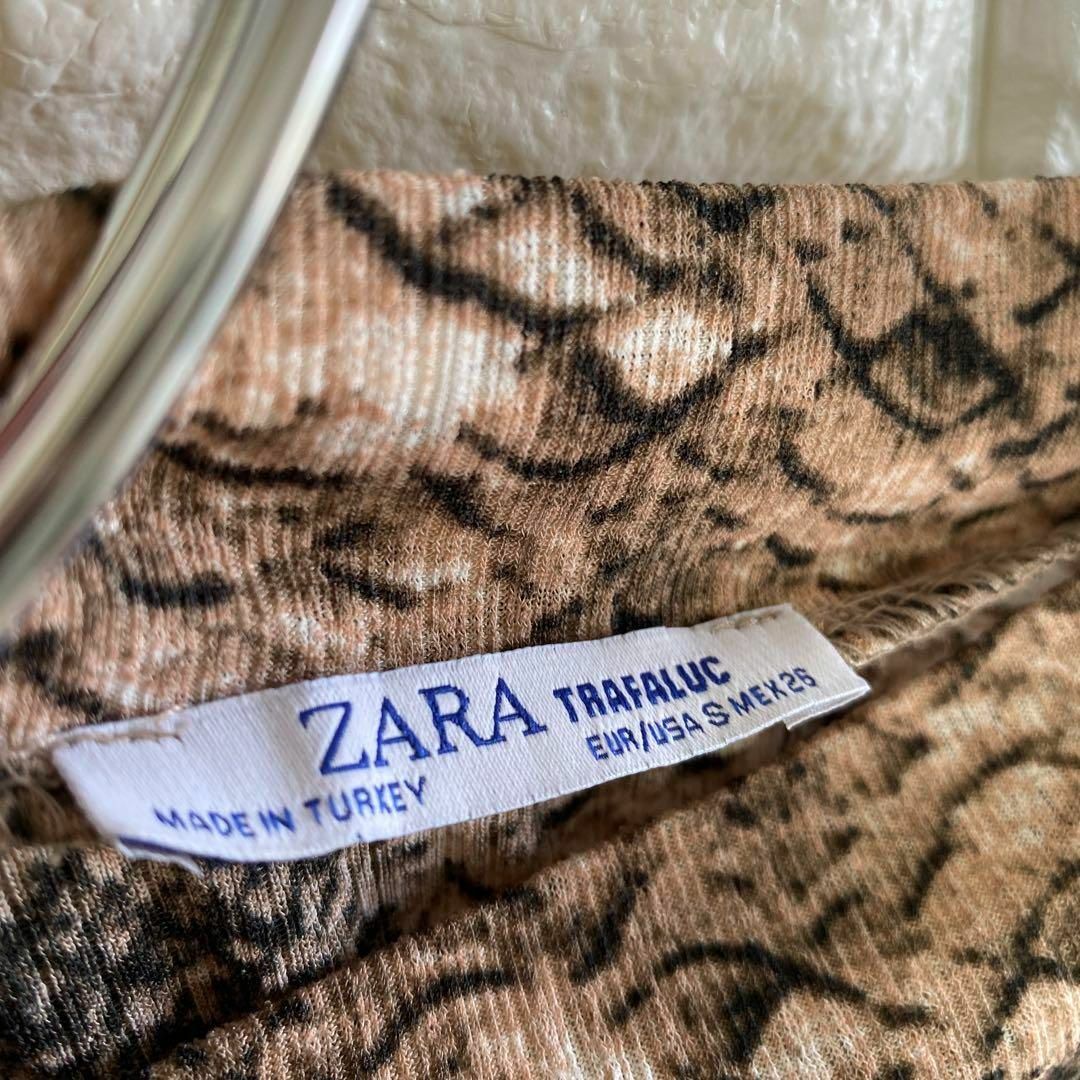 ZARA TRAFALUC
EUR/USA S MEX 26
MADE IN TURKEY